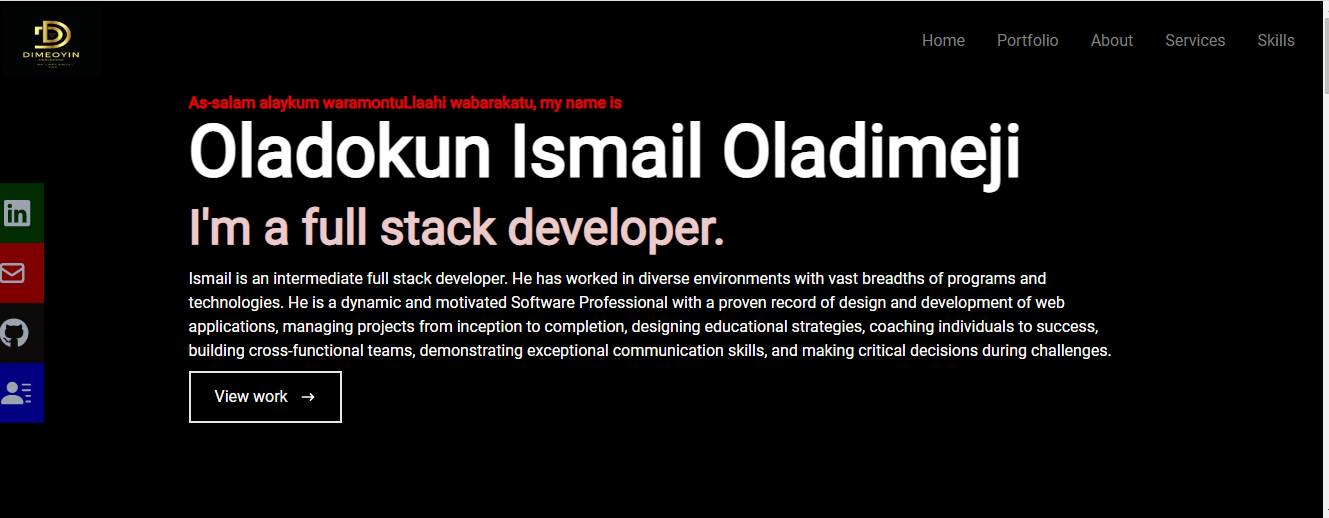 DIMEOYIN
Home Portfolio About Services Skills
As-salam alaykum waramontuLlaahi wabarakatu, my name is
Oladokun Ismail Oladimeji
I'm a full stack developer.
Ismail is an intermediate full stack developer. He has worked in diverse environments with vast breadths of programs and
technologies. He is a dynamic and motivated Software Professional with a proven record of design and development of web
applications, managing projects from inception to completion, designing educational strategies, coaching individuals to success,
building cross-functional teams, demonstrating exceptional communication skills, and making critical decisions during challenges.
in
View work →